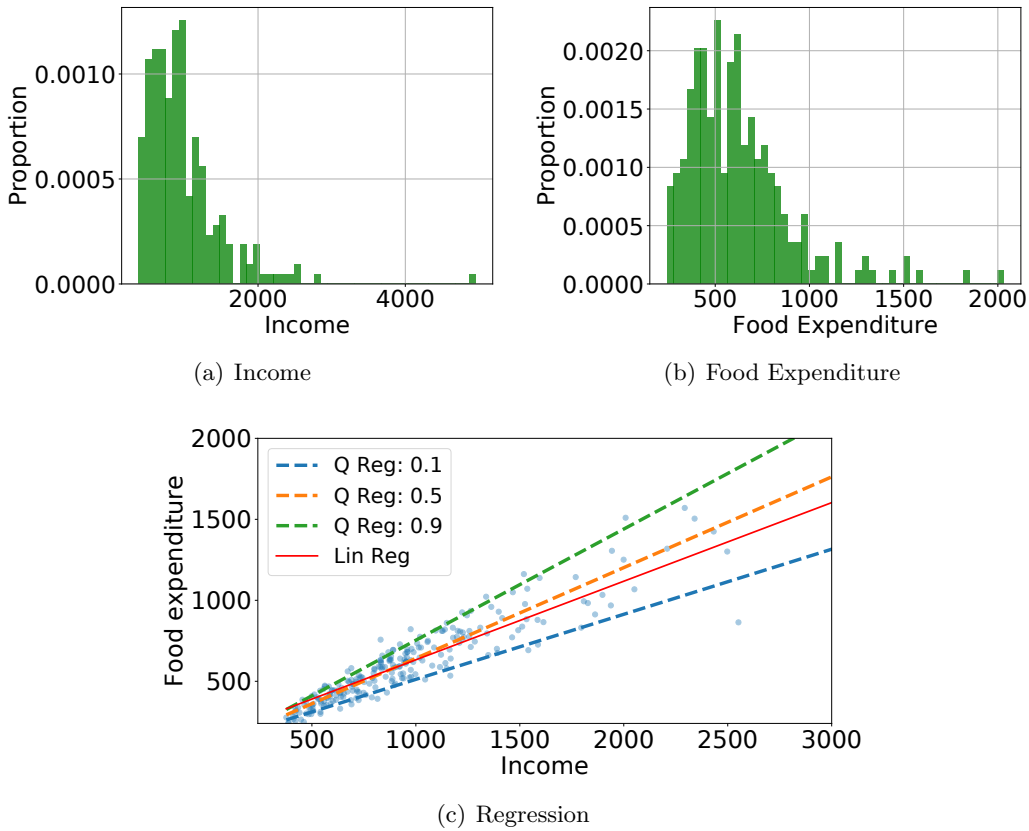 0.0010
0.0005
0.0000
Proportion
2000
4000
Income
(a) Income
0.0020
0.0015
0.0010
0.0005
0.0000
Proportion
500
1000
1500
2000
Food Expenditure
(b) Food Expenditure
2000
1500
1000
500
Food expenditure
Q Reg: 0.1
Q Reg: 0.5
Q Reg: 0.9
Lin Reg
500
1000
1500
2000
2500
3000
Income
(c) Regression